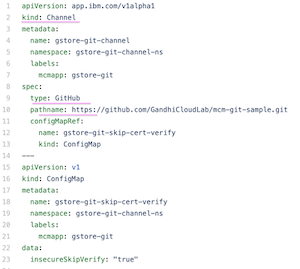 1 apiVersion: app.ibm.com/v1alpha1
2 kind: Channel
3 metadata:
4   name: gstore-git-channel
5   namespace: gstore-git-channel-ns
6   labels:
7     mcmapp: gstore-git
8 spec:
9   type: GitHub
10   pathname: https://github.com/GandhiCloudLab/mcm-git-sample.git
11   configMapRef:
12     name: gstore-git-skip-cert-verify
13     kind: ConfigMap
14 ---
15 apiVersion: v1
16 kind: ConfigMap
17 metadata:
18   name: gstore-git-skip-cert-verify
19   namespace: gstore-git-channel-ns
20   labels:
21     mcmapp: gstore-git
22 data:
23   insecureSkipVerify: "true"